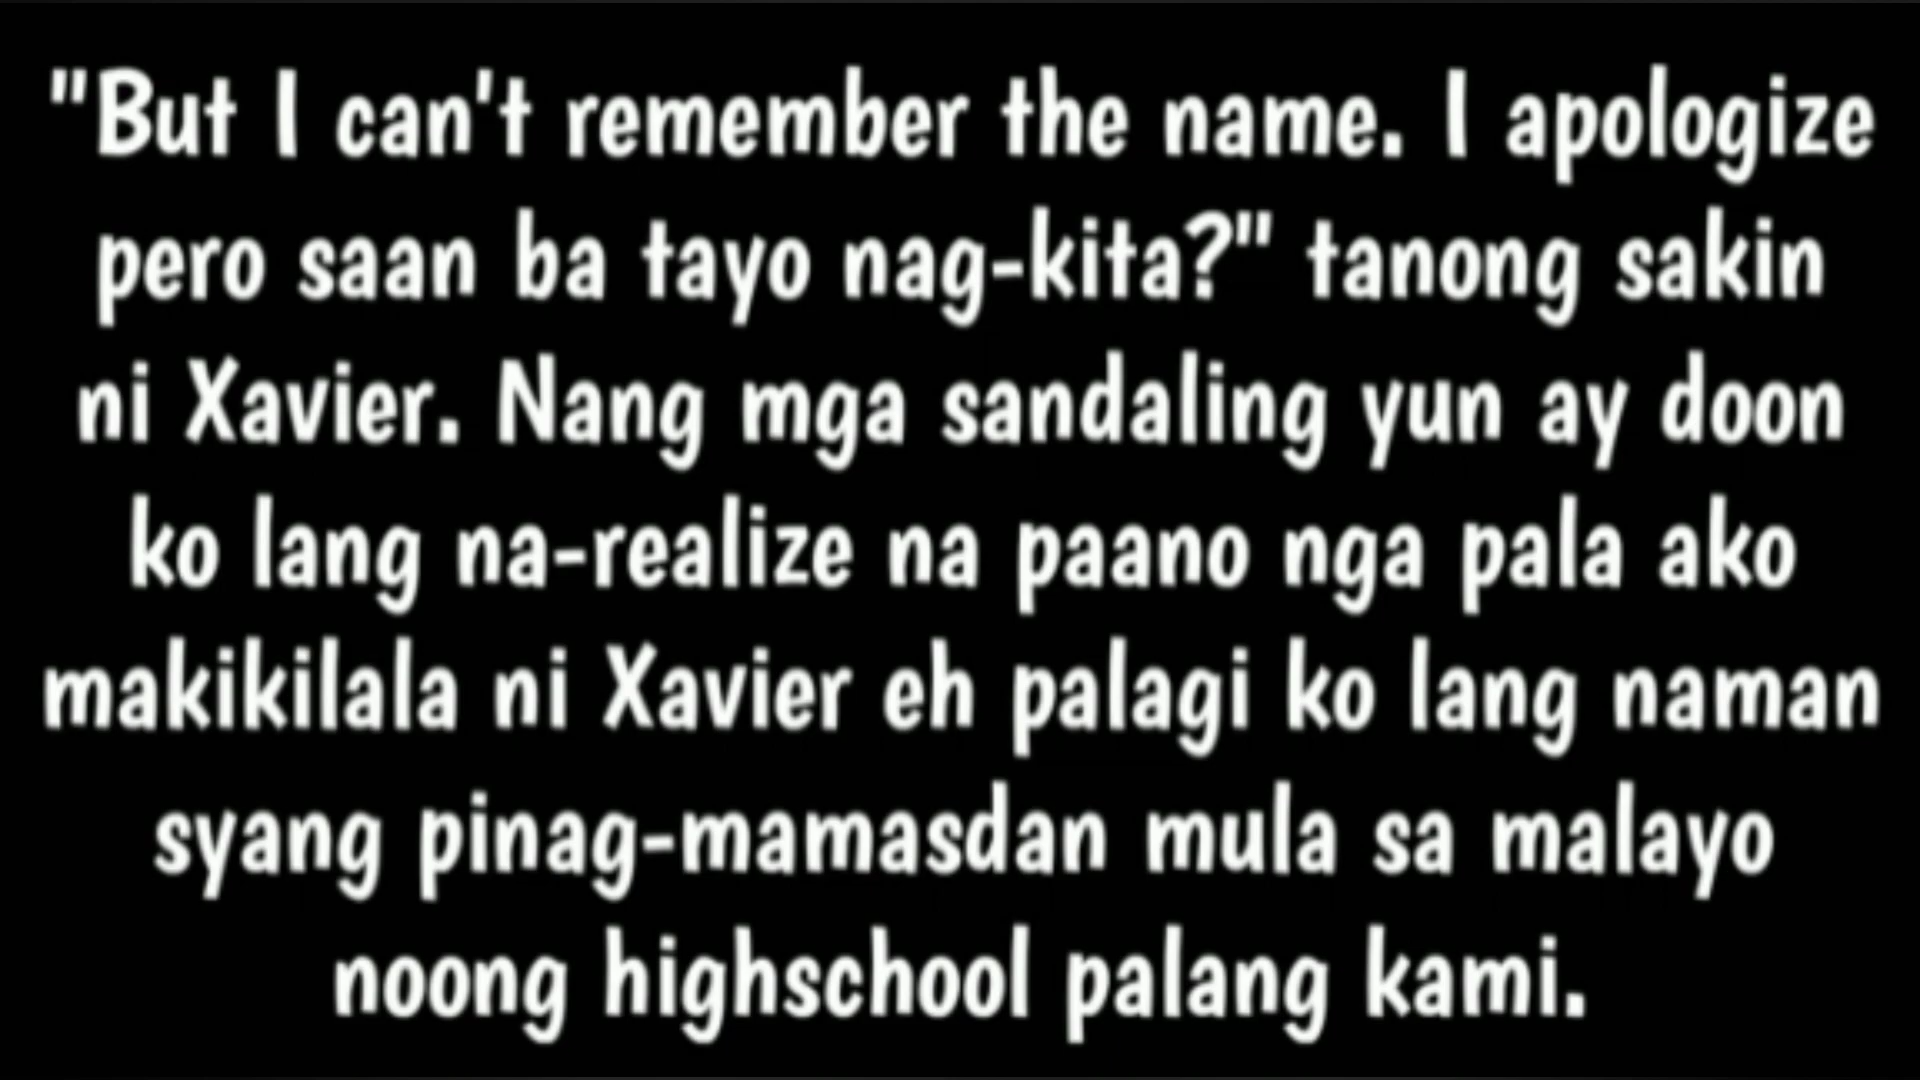 "But I can't remember the name. I apologize
pero saan ba tayo nag-kita?" tanong sakin
ni Xavier. Nang mga sandaling yun ay doon
ko lang na-realize na paano nga pala ako
makikilala ni Xavier eh palagi ko lang naman
syang pinag-mamasdan mula sa malayo
noong highschool palang kami.